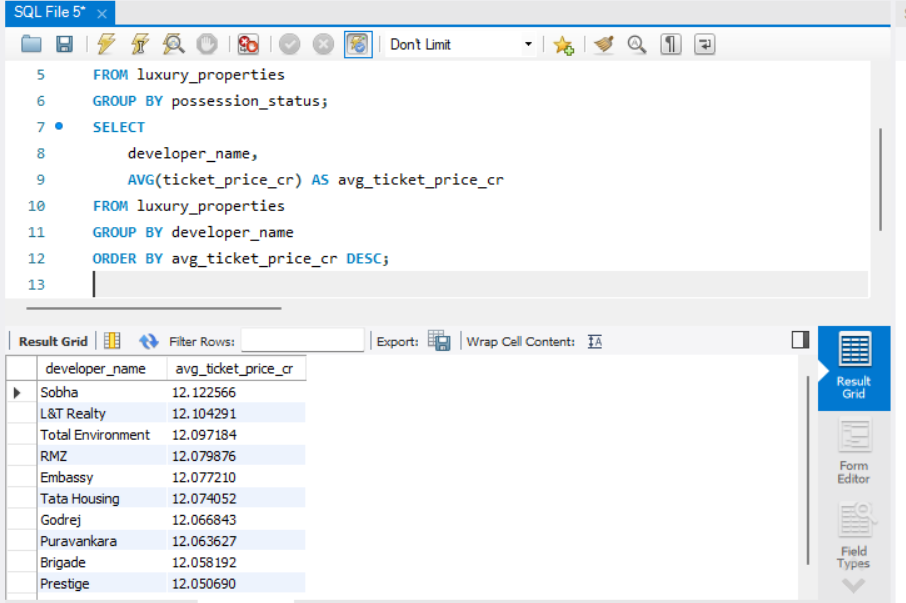 SQL File 5*
Don't Limit
5 FROM luxury_properties
6 GROUP BY possession_status;
7 SELECT
8 developer_name,
9 AVG(ticket_price_cr) AS avg_ticket_price_cr
10 FROM luxury_properties
11 GROUP BY developer_name
12 ORDER BY avg_ticket_price_cr DESC;
13
Result Grid Filter Rows: Export: Wrap Cell Content:
developer_name avg_ticket_price_cr
Sobha 12.122566
L&T Realty 12.104291
Total Environment 12.097184
RMZ 12.079876
Embassy 12.077210
Tata Housing 12.074052
Godrej 12.066843
Puravankara 12.063627
Brigade 12.058192
Prestige 12.050690
Result
Grid
Form
Editor
Field
Types